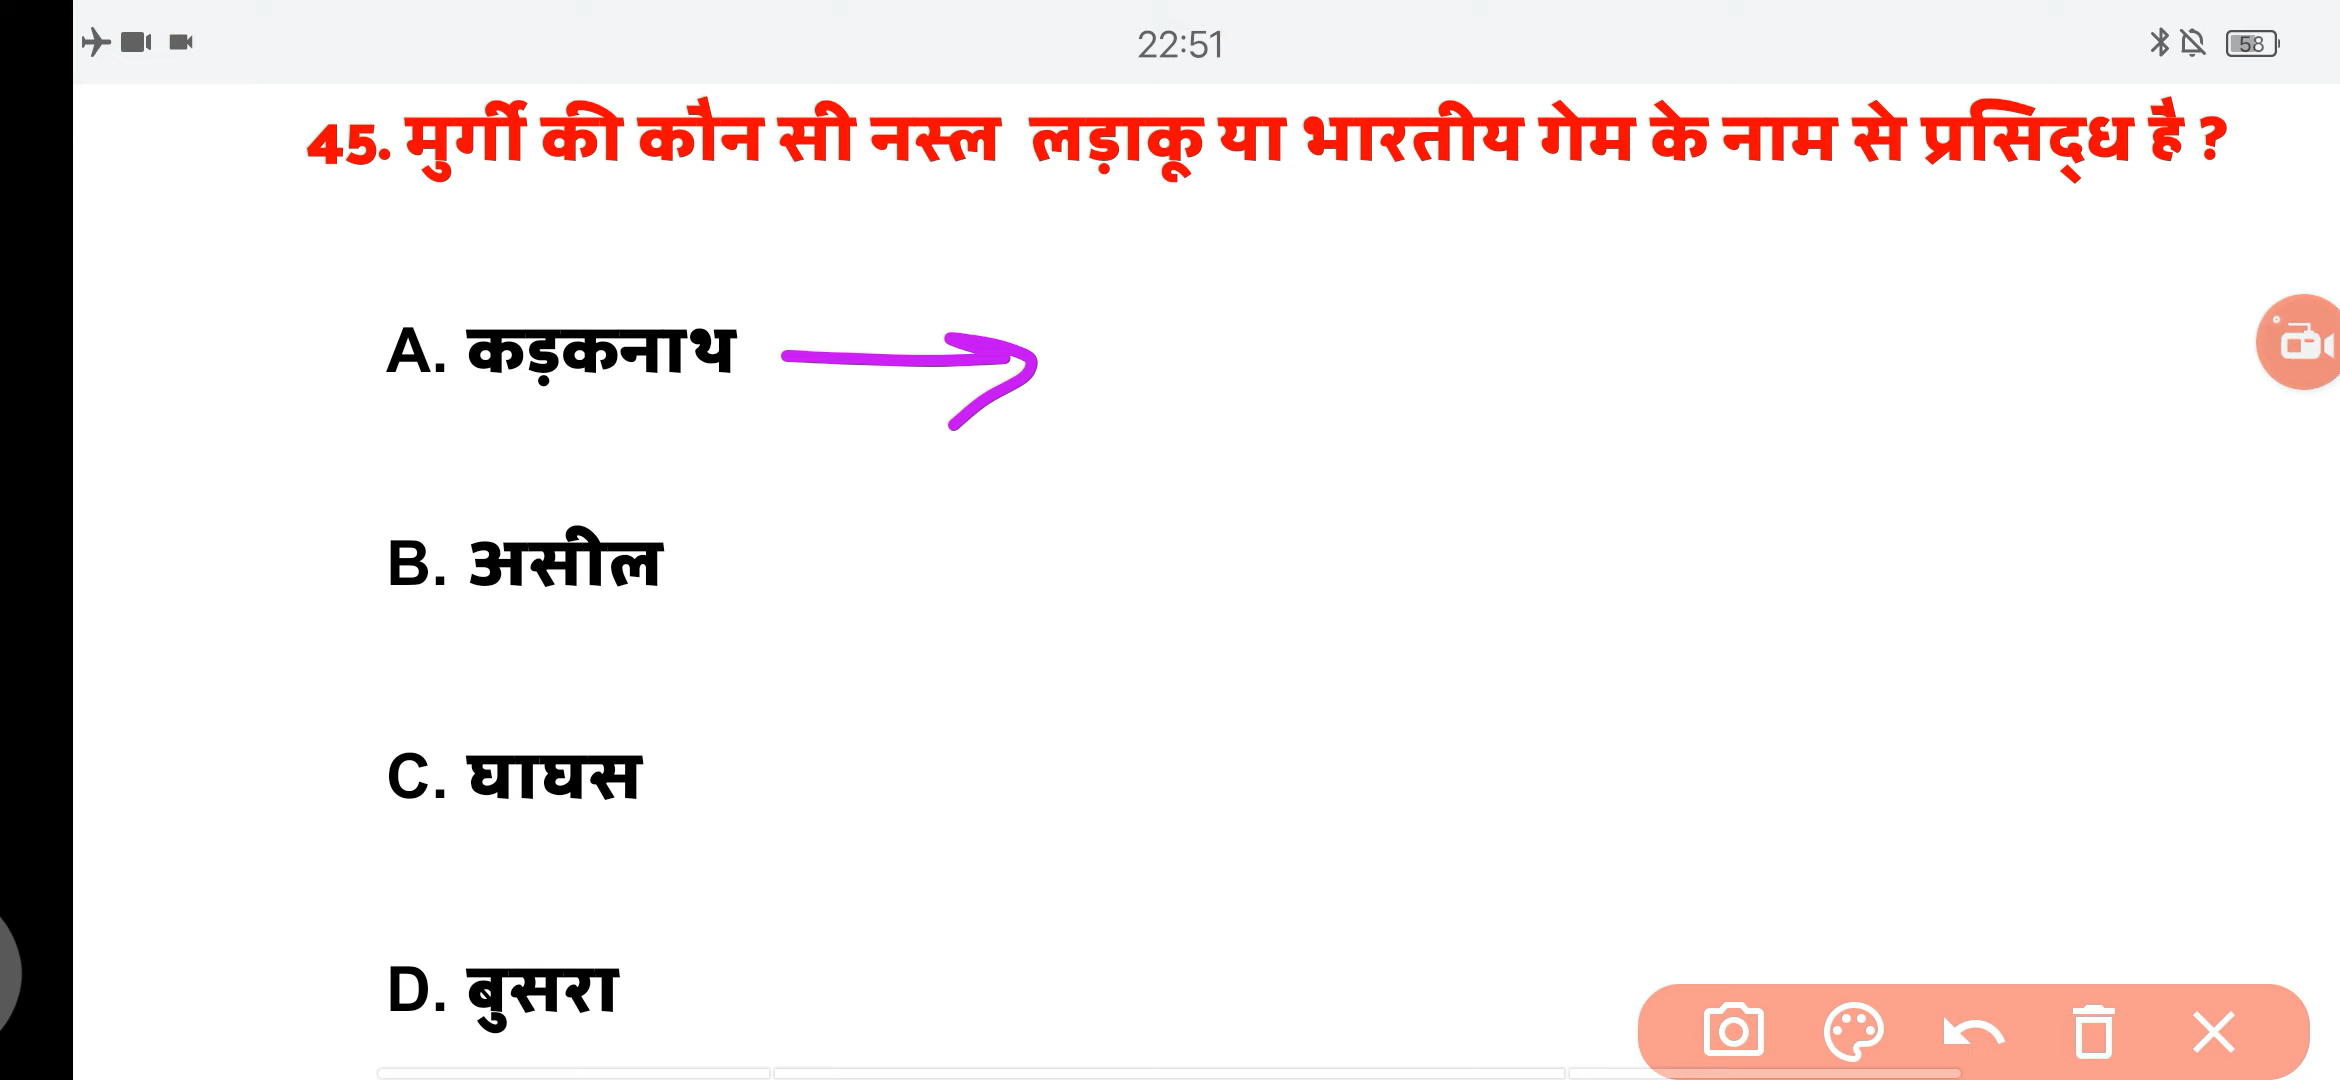 22:51
58
45. मुर्गी की कौन सी नस्ल लड़ाकू या भारतीय गेम के नाम से प्रसिद्ध है ?
A. कड़कनाथ
B. असील
C. घाघस
D. बुसरा